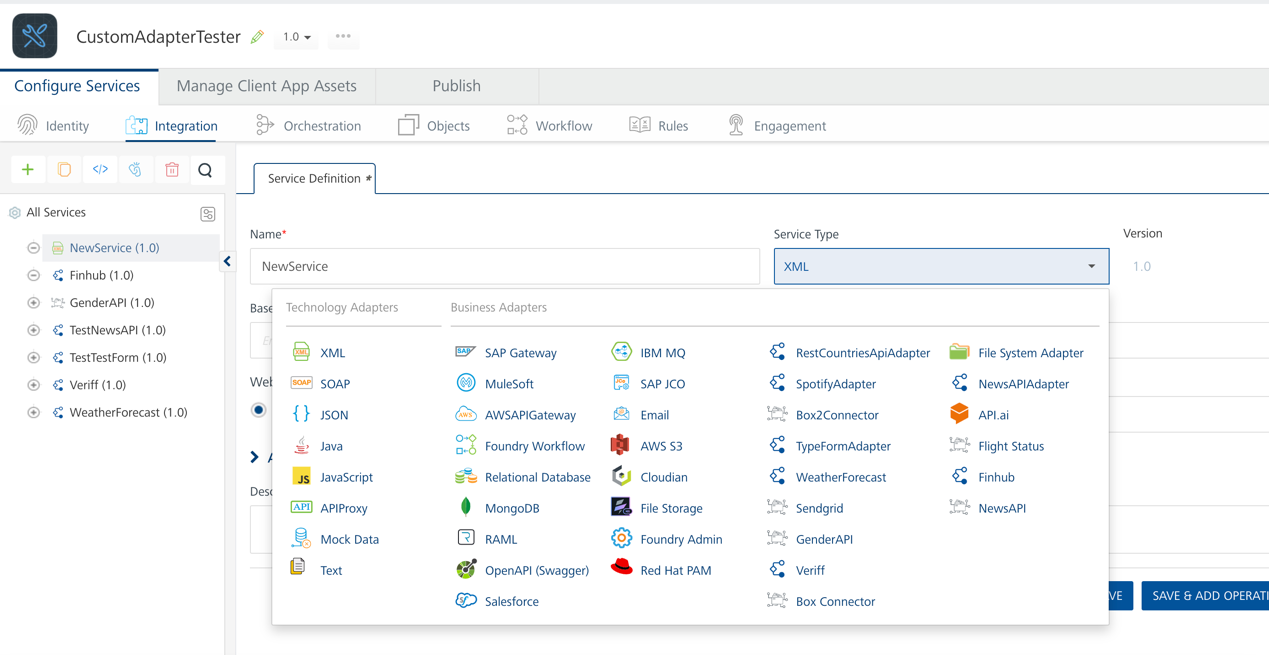 CustomAdapterTester 1.0
Configure Services Manage Client App Assets Publish
Identity Integration Orchestration Objects Workflow Rules Engagement
Service Definition *
All Services
NewService (1.0)
Finhub (1.0)
GenderAPI (1.0)
TestNewsAPI (1.0)
TestTestForm (1.0)
Veriff (1.0)
WeatherForecast (1.0)
Name* Service Type Version
NewService XML 1.0
Base
Web
Desc
Technology Adapters Business Adapters
XML SAP Gateway IBM MQ RestCountriesApiAdapter File System Adapter
SOAP MuleSoft SAP JCO SpotifyAdapter NewsAPIAdapter
JSON AWSAPIGateway Email Box2Connector API.ai
Java Foundry Workflow AWS S3 TypeFormAdapter Flight Status
JavaScript Relational Database Cloudian WeatherForecast Finhub
APIProxy MongoDB File Storage Sendgrid NewsAPI
Mock Data RAML Foundry Admin GenderAPI
Text OpenAPI (Swagger) Red Hat PAM Veriff
Salesforce Box Connector
VE SAVE & ADD OPERATI